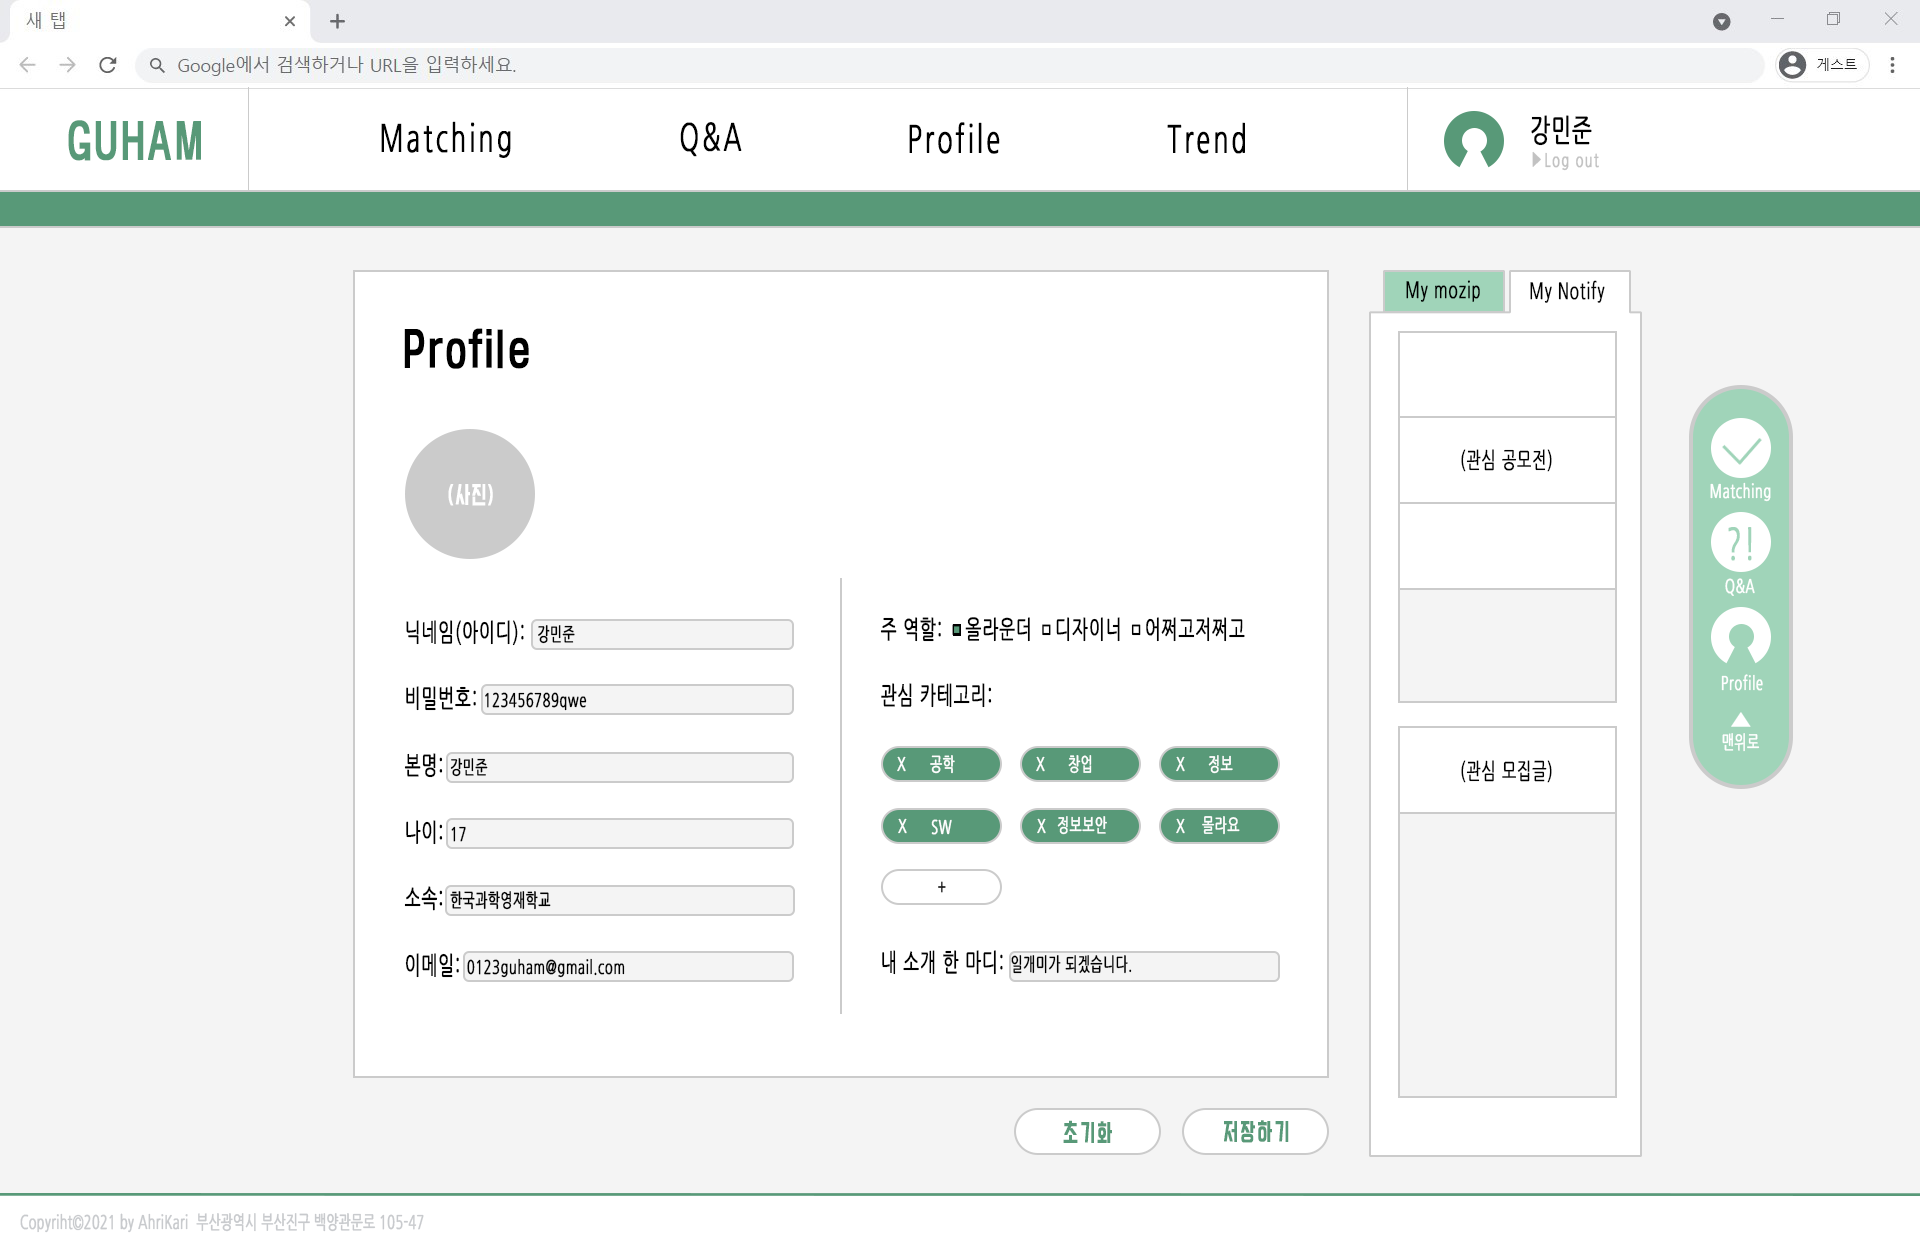 새 탭
Google에서 검색하거나 URL을 입력하세요.
게스트
GUHAM
Matching
Q&A
Profile
Trend
강민준
Log out
Profile
(사진)
닉네임(아이디): 강민준
비밀번호: 123456789qwe
본명: 강민준
나이: 17
소속: 한국과학영재학교
이메일: 0123guham@gmail.com
주 역할: 올라운더 디자이너 어쩌고저쩌고
관심 카테고리:
X 공학
X 창업
X 정보
X SW
X 정보보안
X 몰라요
+
내 소개 한 마디: 일개미가 되겠습니다.
초기화
저장하기
My mozip
My Notify
(관심 공모전)
(관심 모집글)
Matching
?!
Q&A
Profile
맨위로
Copyriht©2021 by AhriKari 부산광역시 부산진구 백양관문로 105-47